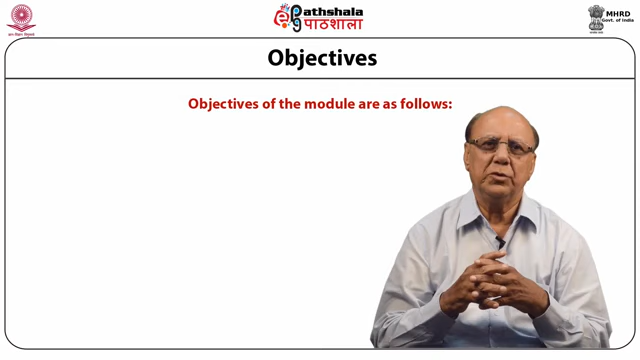 ePathshala
पाठशाला
MHRD
Govt. of India
Objectives
Objectives of the module are as follows: